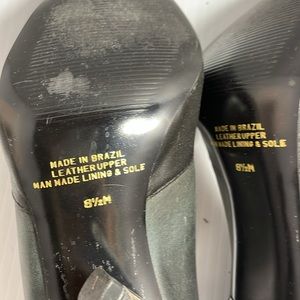 MADE IN BRAZIL
LEATHER UPPER
MAN MADE LINING & SOLE
8½M
MADE IN BRAZIL
LEATHER UPPER
MAN MADE LINING & SOLE
8½M